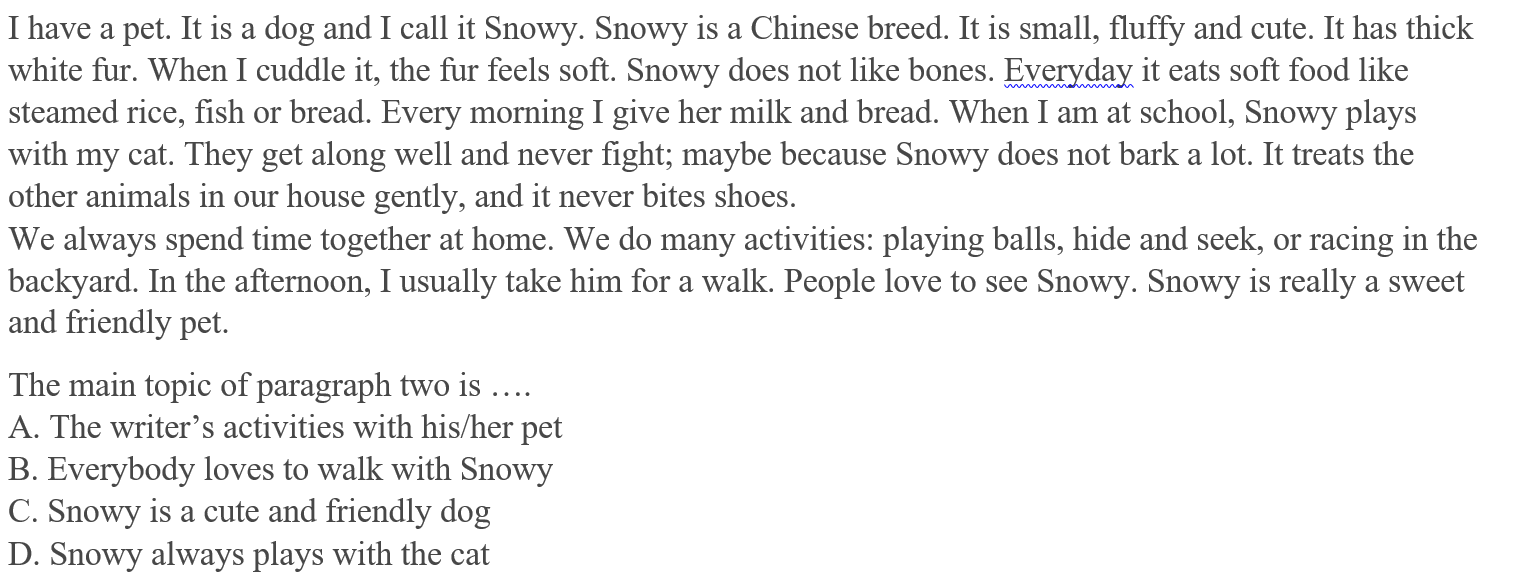 I have a pet. It is a dog and I call it Snowy. Snowy is a Chinese breed. It is small, fluffy and cute. It has thick
white fur. When I cuddle it, the fur feels soft. Snowy does not like bones. Everyday it eats soft food like
steamed rice, fish or bread. Every morning I give her milk and bread. When I am at school, Snowy plays
with my cat. They get along well and never fight; maybe because Snowy does not bark a lot. It treats the
other animals in our house gently, and it never bites shoes.
We always spend time together at home. We do many activities: playing balls, hide and seek, or racing in the
backyard. In the afternoon, I usually take him for a walk. People love to see Snowy. Snowy is really a sweet
and friendly pet.
The main topic of paragraph two is ….
A. The writer’s activities with his/her pet
B. Everybody loves to walk with Snowy
C. Snowy is a cute and friendly dog
D. Snowy always plays with the cat